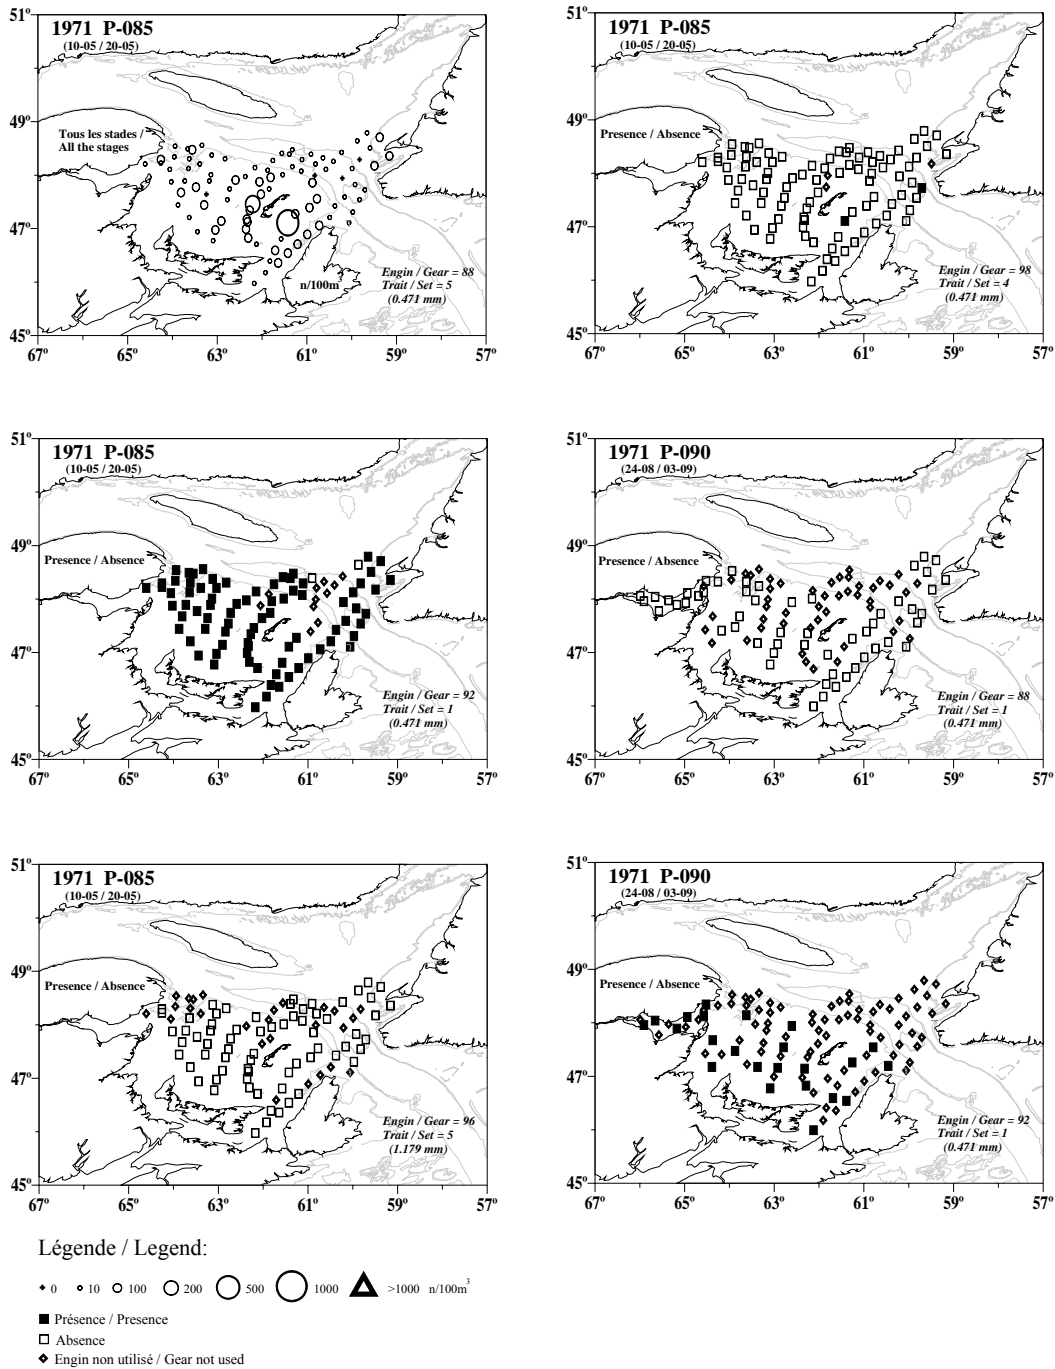 1971 P-085
(10-05 / 20-05)
Tous les stades /
All the stages
n/100m
Engin / Gear = 88
Trait / Set = 5
(0.471 mm)
51º
49º
47º
45º
67º 65º 63º 61º 59º 57º
1971 P-085
(10-05 / 20-05)
Presence / Absence
Engin / Gear = 98
Trait / Set = 4
(0.471 mm)
51º
49º
47º
45º
67º 65º 63º 61º 59º 57º
1971 P-085
(10-05 / 20-05)
Presence / Absence
Engin / Gear = 92
Trait / Set = 1
(0.471 mm)
51º
49º
47º
45º
67º 65º 63º 61º 59º 57º
1971 P-090
(24-08 / 03-09)
Presence / Absence
Engin / Gear = 88
Trait / Set = 1
(0.471 mm)
51º
49º
47º
45º
67º 65º 63º 61º 59º 57º
1971 P-085
(10-05 / 20-05)
Presence / Absence
Engin / Gear = 96
Trait / Set = 5
(1.179 mm)
51º
49º
47º
45º
67º 65º 63º 61º 59º 57º
1971 P-090
(24-08 / 03-09)
Presence / Absence
Engin / Gear = 92
Trait / Set = 1
(0.471 mm)
51º
49º
47º
45º
67º 65º 63º 61º 59º 57º
Légende / Legend:
0 10 100 200 500 1000 >1000 n/100m³
Présence / Presence
Absence
Engin non utilisé / Gear not used